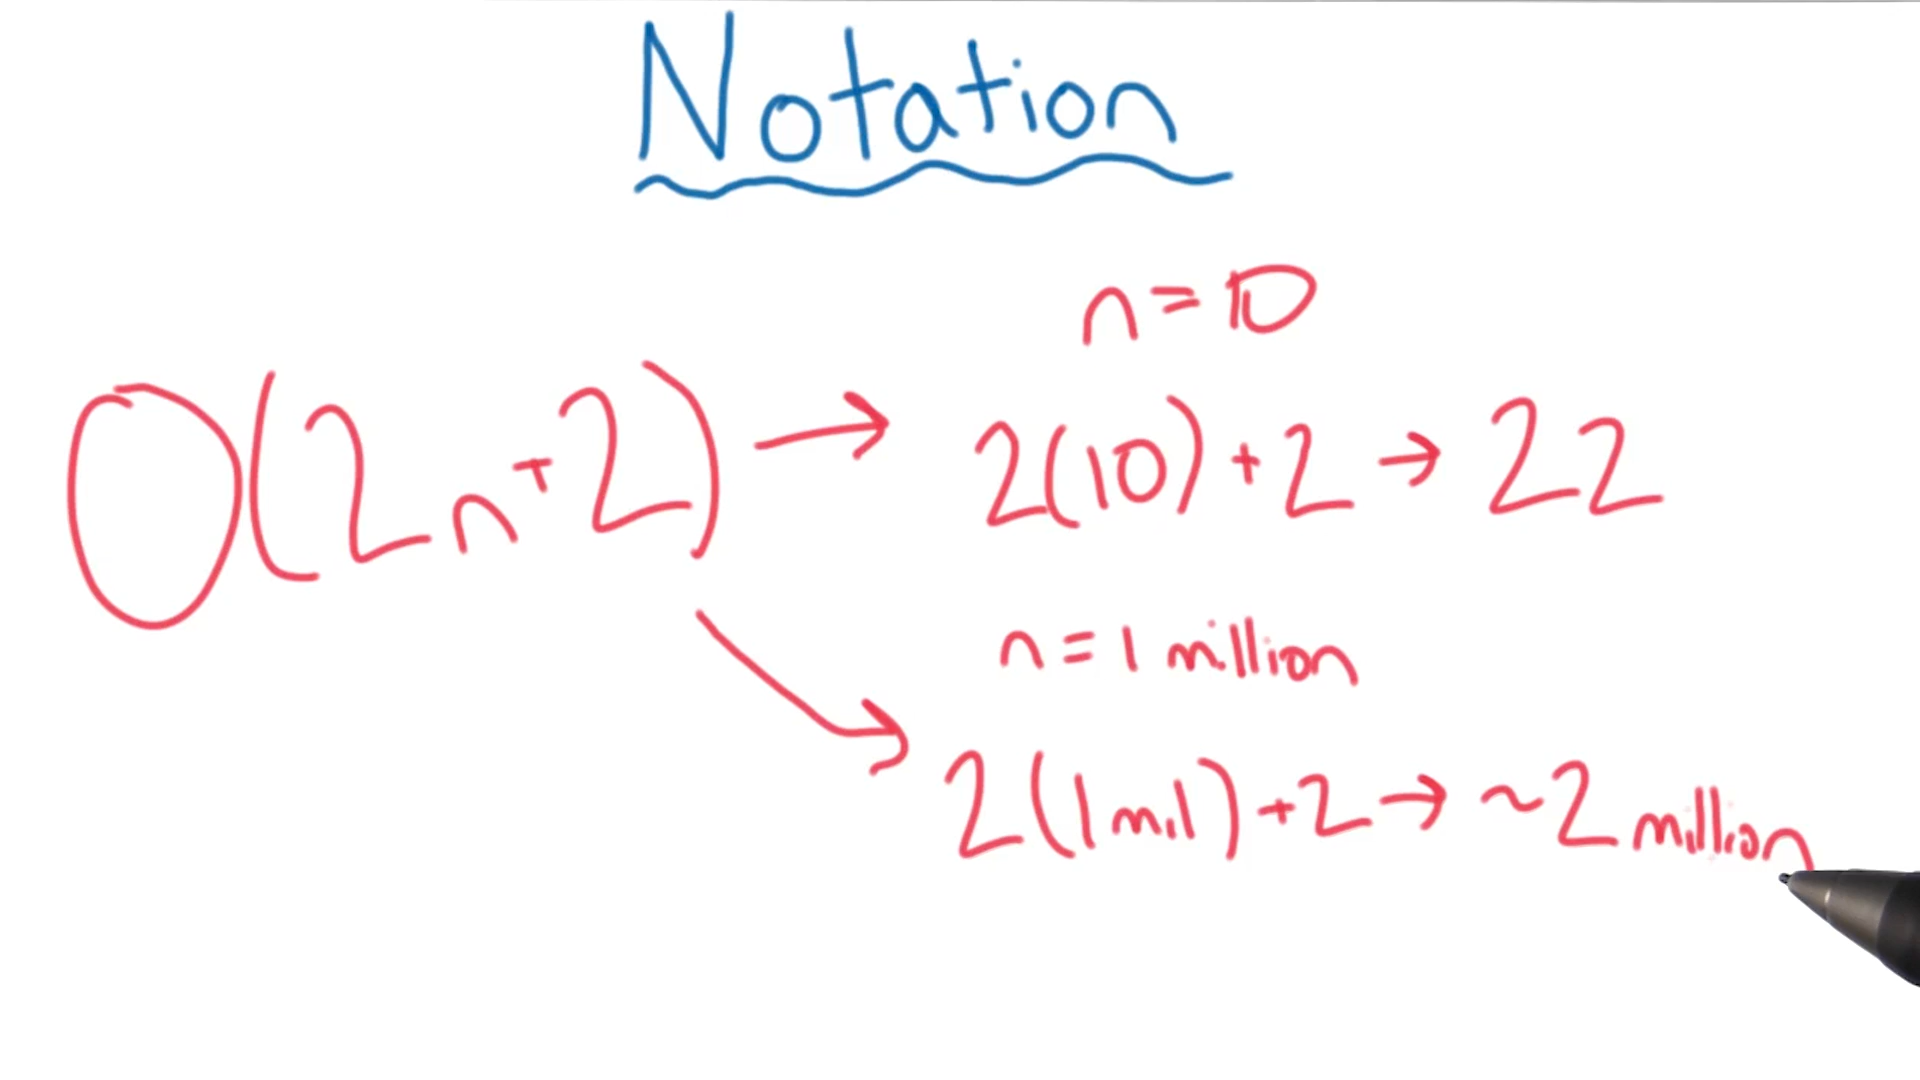 Notation
n = 10
O(2n+2) → 2(10) + 2 → 22
n = 1 million
2(1mil) + 2 → ~2 million